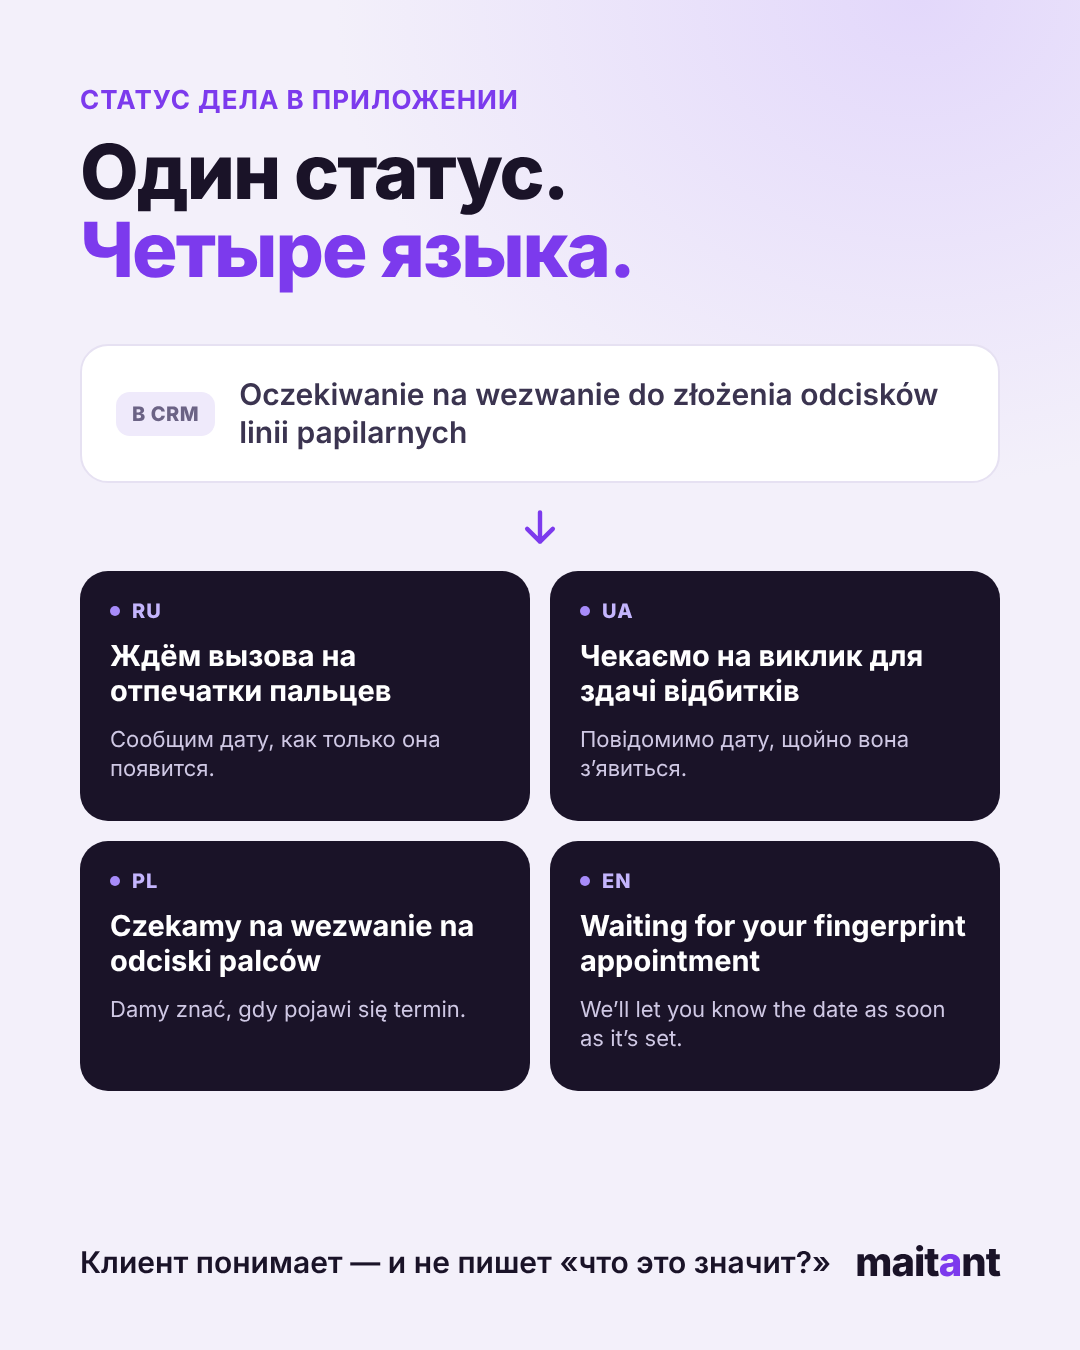 СТАТУС ДЕЛА В ПРИЛОЖЕНИИ
Один статус.
Четыре языка.
В CRM
Oczekiwanie na wezwanie do złożenia odcisków
linii papilarnych
RU
Ждём вызова на
отпечатки пальцев
Сообщим дату, как только она
появится.
UA
Чекаємо на виклик для
здачі відбитків
Повідомимо дату, щойно вона
з’явиться.
PL
Czekamy na wezwanie na
odciski palców
Damy znać, gdy pojawi się termin.
EN
Waiting for your fingerprint
appointment
We’ll let you know the date as soon
as it’s set.
Клиент понимает — и не пишет «что это значит?»
maitant